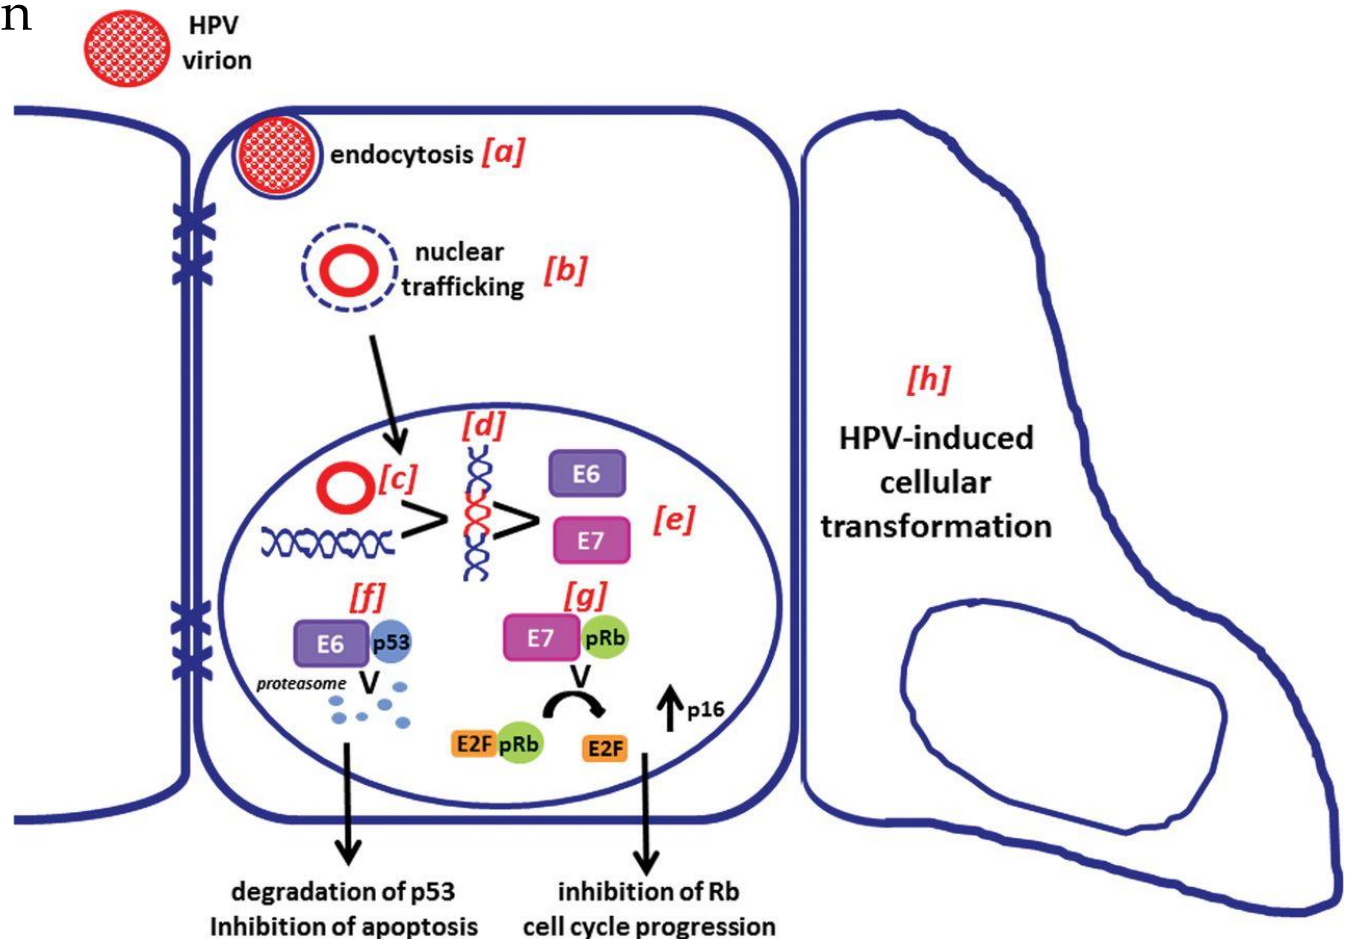 n
HPV
virion
endocytosis [a]
nuclear
trafficking [b]
[c]
[d]
E6
E7
[e]
[f]
E6 p53
proteasome
[g]
E7 pRb
E2F pRb
E2F
p16
degradation of p53
Inhibition of apoptosis
inhibition of Rb
cell cycle progression
[h]
HPV-induced
cellular
transformation